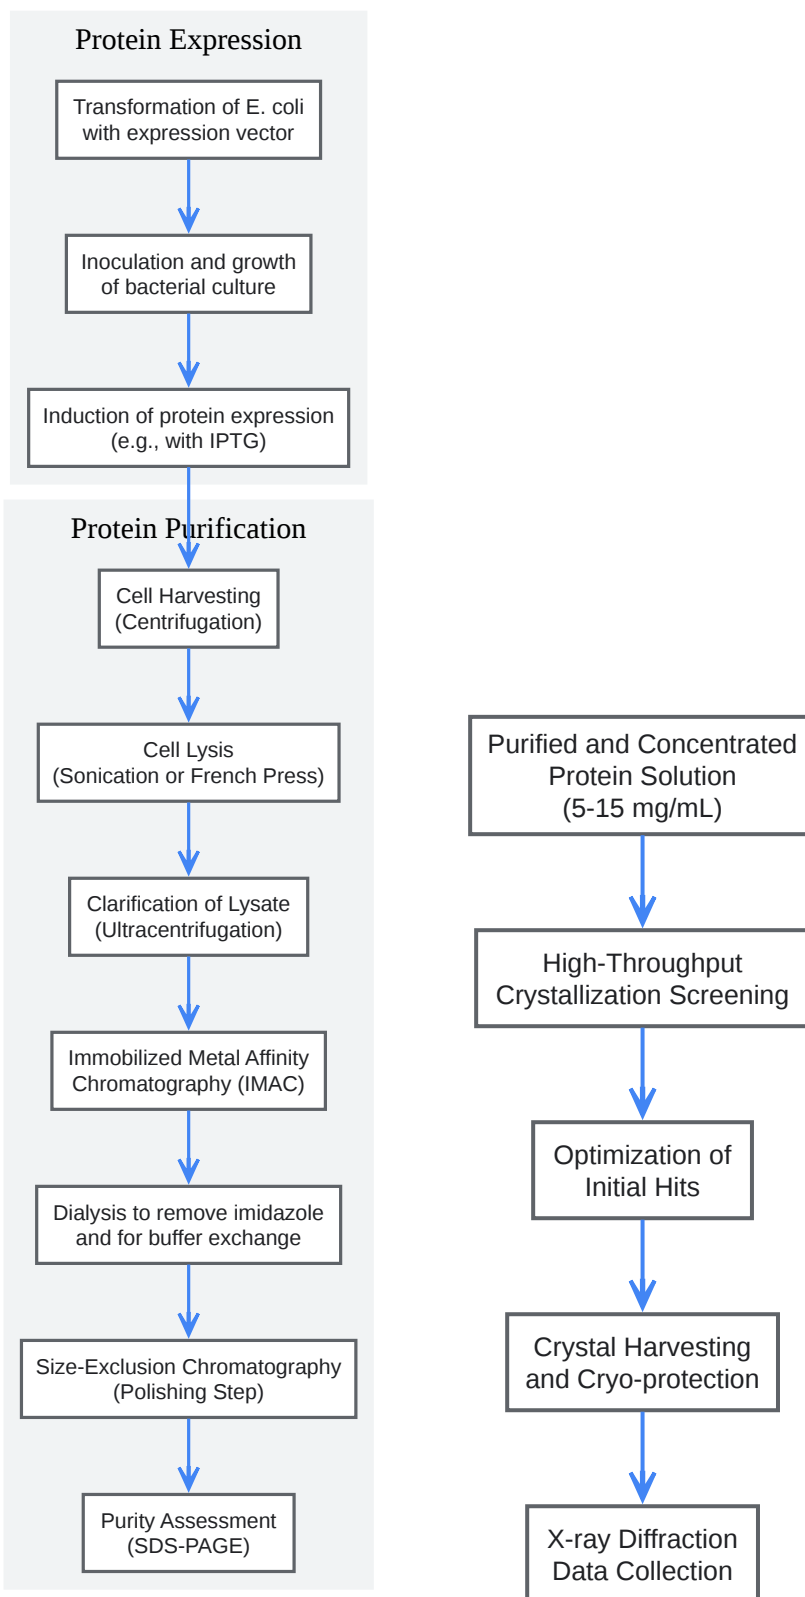 Protein Expression
Transformation of E. coli
with expression vector
Inoculation and growth
of bacterial culture
Induction of protein expression
(e.g., with IPTG)
Protein Purification
Cell Harvesting
(Centrifugation)
Cell Lysis
(Sonication or French Press)
Clarification of Lysate
(Ultracentrifugation)
Immobilized Metal Affinity
Chromatography (IMAC)
Dialysis to remove imidazole
and for buffer exchange
Size-Exclusion Chromatography
(Polishing Step)
Purity Assessment
(SDS-PAGE)
Purified and Concentrated
Protein Solution
(5-15 mg/mL)
High-Throughput
Crystallization Screening
Optimization of
Initial Hits
Crystal Harvesting
and Cryo-protection
X-ray Diffraction
Data Collection